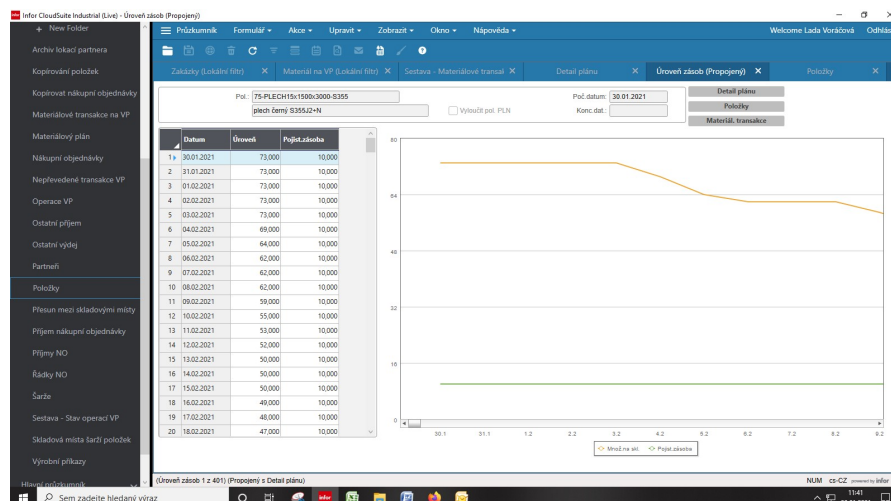 Infor CloudSuite Industrial (Live) - Úroveň zásob (Propojený)
+ New Folder
Archiv lokací partnera
Kopírování položek
Kopírovat nákupní objednávky
Materiálové transakce na VP
Materiálový plán
Nákupní objednávky
Nepřevedené transakce VP
Operace VP
Ostatní příjem
Ostatní výdej
Partneři
Položky
Přesun mezi skladovými místy
Příjem nákupní objednávky
Příjmy NO
Řádky NO
Šarže
Sestava - Stav operací VP
Skladová místa šarží položek
Výrobní příkazy
Hlavní průzkumník
Průzkumník Formulář Akce Upravit Zobrazit Okno Nápověda Welcome Lada Voráčová Odhlás
Zakázky (Lokální filtr) Materiál na VP (Lokální filtr) Sestava - Materiálové transal Detail plánu Úroveň zásob (Propojený) Položky
Pol.: 75-PLECH15x1500x3000-S355
plech černý S355J2+N
Vyloučit pol. PLN
Poč.datum: 30.01.2021
Konc.dat.:
Detail plánu
Položky
Materiál. transakce
Datum Úroveň Pojist.zásoba
1 30.01.2021 73,000 10,000
2 31.01.2021 73,000 10,000
3 01.02.2021 73,000 10,000
4 02.02.2021 73,000 10,000
5 03.02.2021 73,000 10,000
6 04.02.2021 69,000 10,000
7 05.02.2021 64,000 10,000
8 06.02.2021 62,000 10,000
9 07.02.2021 62,000 10,000
10 08.02.2021 62,000 10,000
11 09.02.2021 59,000 10,000
12 10.02.2021 55,000 10,000
13 11.02.2021 53,000 10,000
14 12.02.2021 52,000 10,000
15 13.02.2021 50,000 10,000
16 14.02.2021 50,000 10,000
17 15.02.2021 50,000 10,000
18 16.02.2021 49,000 10,000
19 17.02.2021 48,000 10,000
20 18.02.2021 47,000 10,000
80
64
48
32
16
0
30.1 31.1 1.2 2.2 3.2 4.2 5.2 6.2 7.2 8.2 9.2
Množ.na skl. Pojist.zásoba
(Úroveň zásob 1 z 401) (Propojený s Detail plánu) NUM cs-CZ powered by infor
Sem zadejte hledaný výraz
infor
11:41